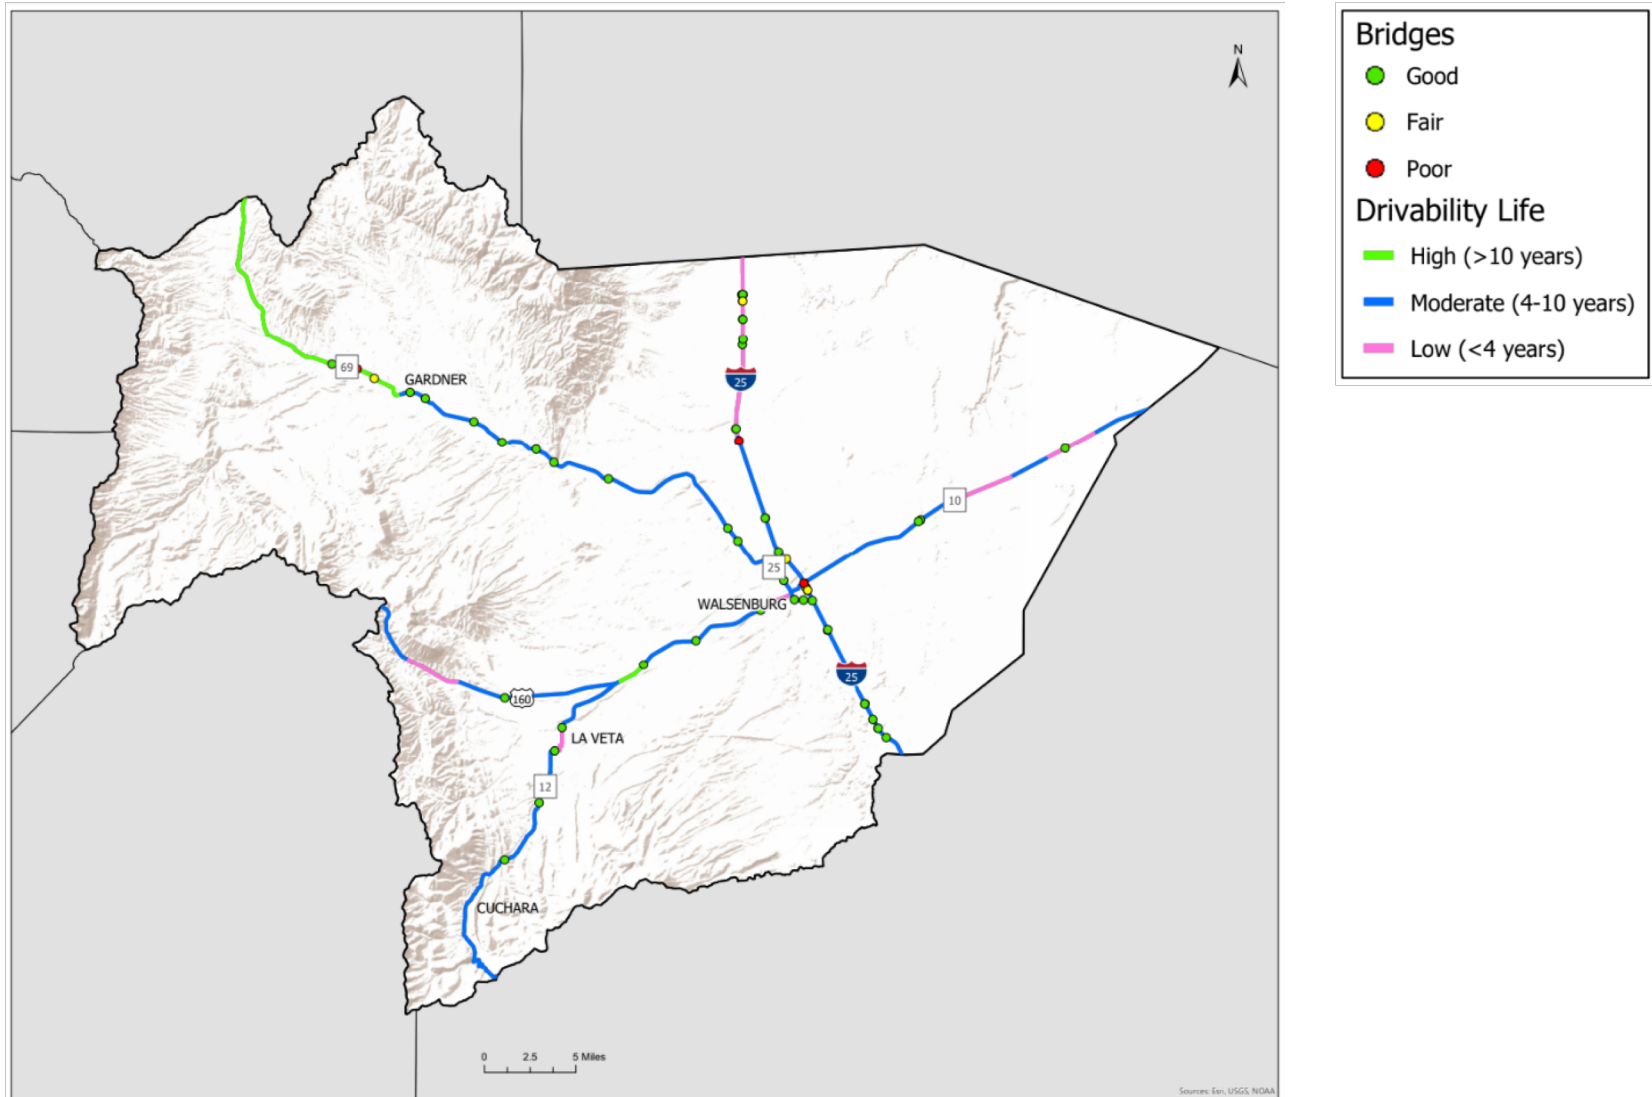 N
Bridges
Good
Fair
Poor
Drivability Life
High (>10 years)
Moderate (4-10 years)
Low (<4 years)
69
GARDNER
25
10
25
WALSENBURG
25
160
LA VETA
12
CUCHARA
0 2.5 5 Miles
Sources: Esri, USGS, NOAA